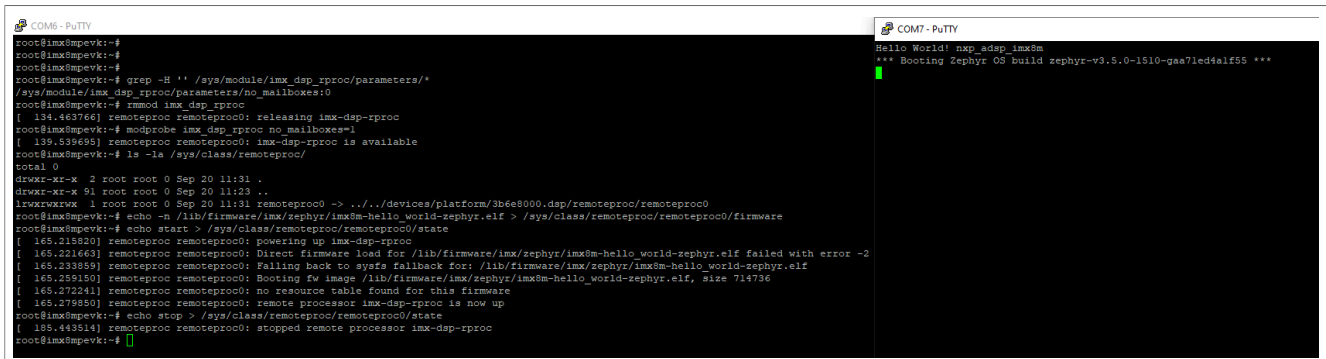 COM6 - PuTTY
root@imx8mpevk:~#
root@imx8mpevk:~#
root@imx8mpevk:~#
root@imx8mpevk:~# grep -H '' /sys/module/imx_dsp_rproc/parameters/*
/sys/module/imx_dsp_rproc/parameters/no_mailboxes:0
root@imx8mpevk:~# rmmod imx_dsp_rproc
[  134.463766] remoteproc remoteproc0: releasing imx-dsp-rproc
root@imx8mpevk:~# modprobe imx_dsp_rproc no_mailboxes=1
[  139.539695] remoteproc remoteproc0: imx-dsp-rproc is available
root@imx8mpevk:~# ls -la /sys/class/remoteproc/
total 0
drwxr-xr-x  2 root root 0 Sep 20 11:31 .
drwxr-xr-x 91 root root 0 Sep 20 11:23 ..
lrwxrwxrwx  1 root root 0 Sep 20 11:31 remoteproc0 -> ../../devices/platform/3b6e8000.dsp/remoteproc/remoteproc0
root@imx8mpevk:~# echo -n /lib/firmware/imx/zephyr/imx8m-hello_world-zephyr.elf > /sys/class/remoteproc/remoteproc0/firmware
root@imx8mpevk:~# echo start > /sys/class/remoteproc/remoteproc0/state
[  165.215820] remoteproc remoteproc0: powering up imx-dsp-rproc
[  165.221663] remoteproc remoteproc0: Direct firmware load for /lib/firmware/imx/zephyr/imx8m-hello_world-zephyr.elf failed with error -2
[  165.233859] remoteproc remoteproc0: Falling back to sysfs fallback for: /lib/firmware/imx/zephyr/imx8m-hello_world-zephyr.elf
[  165.259150] remoteproc remoteproc0: Booting fw image /lib/firmware/imx/zephyr/imx8m-hello_world-zephyr.elf, size 714736
[  165.272241] remoteproc remoteproc0: no resource table found for this firmware
[  165.279850] remoteproc remoteproc0: remote processor imx-dsp-rproc is now up
root@imx8mpevk:~# echo stop > /sys/class/remoteproc/remoteproc0/state
[  185.443514] remoteproc remoteproc0: stopped remote processor imx-dsp-rproc
root@imx8mpevk:~#
COM7 - PuTTY
Hello World! nxp_adsp_imx8m
*** Booting Zephyr OS build zephyr-v3.5.0-1510-gaa71ed4a1f55 ***